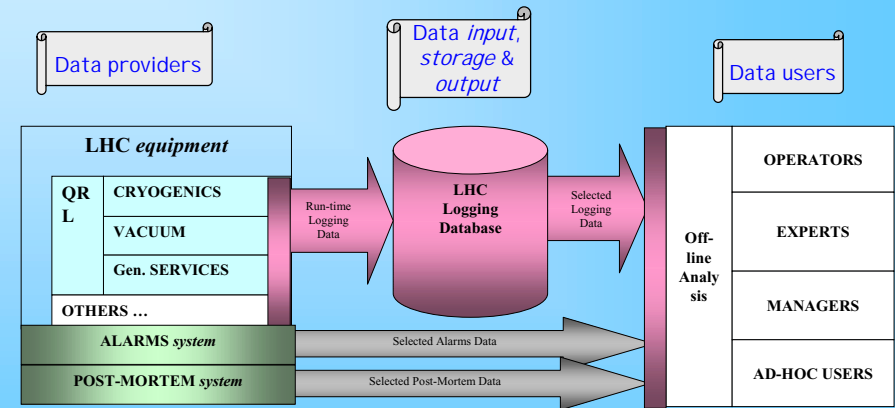 Data providers
Data input,
storage &
output
Data users
LHC equipment
QR
L
CRYOGENICS
VACUUM
Gen. SERVICES
OTHERS …
ALARMS system
POST-MORTEM system
Run-time
Logging
Data
LHC
Logging
Database
Selected
Logging
Data
Selected Alarms Data
Selected Post-Mortem Data
Off-
line
Analy
sis
OPERATORS
EXPERTS
MANAGERS
AD-HOC USERS